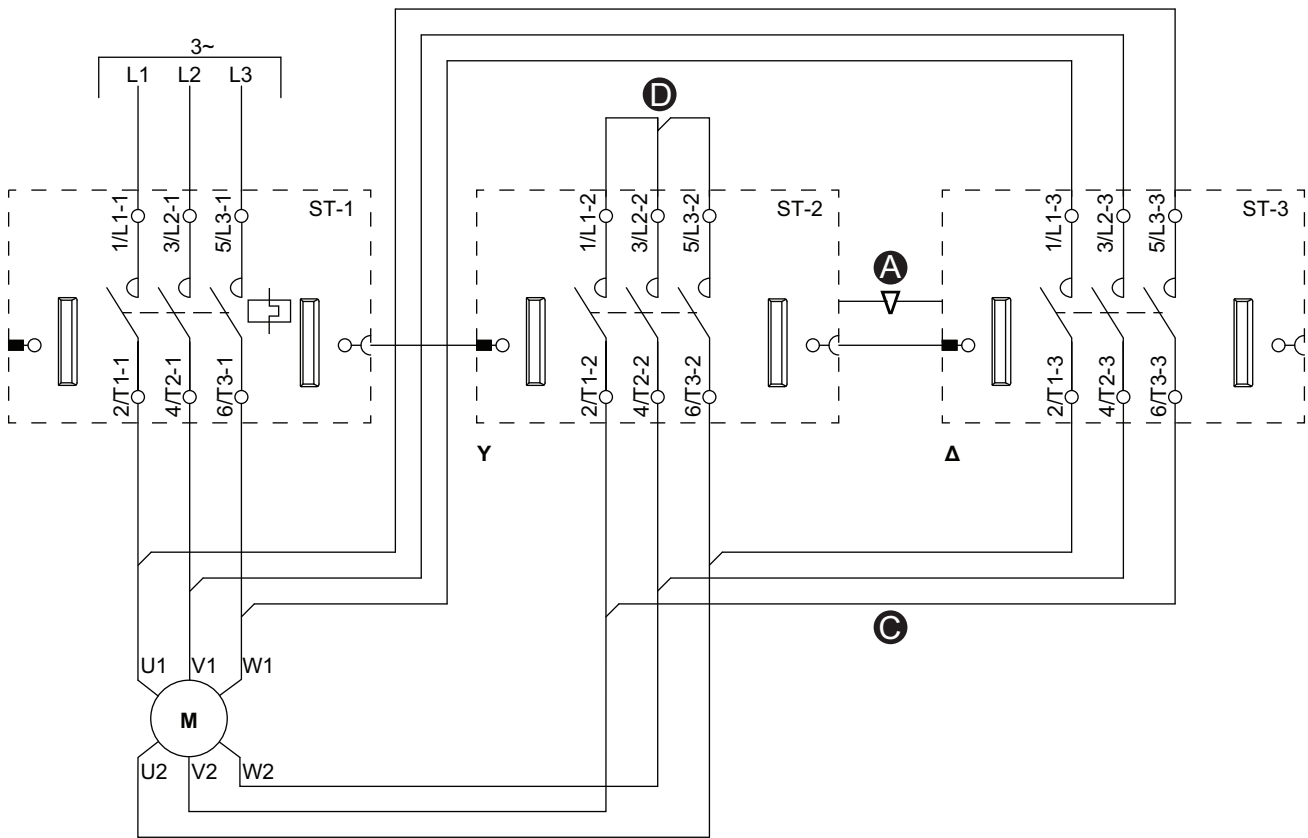 3~
L1 L2 L3
D
ST-1
ST-2
ST-3
1/L1-1
3/L2-1
5/L3-1
1/L1-2
3/L2-2
5/L3-2
1/L1-3
3/L2-3
5/L3-3
A
2/T1-1
4/T2-1
6/T3-1
2/T1-2
4/T2-2
6/T3-2
2/T1-3
4/T2-3
6/T3-3
Y
Δ
C
U1 V1 W1
M
U2 V2 W2